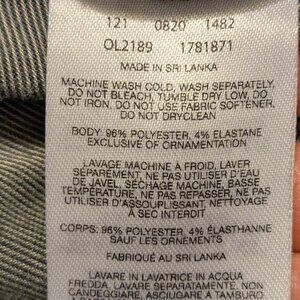 121 0820 1482
OL2189 1781871
MADE IN SRI LANKA
MACHINE WASH COLD, WASH SEPARATELY,
DO NOT BLEACH, TUMBLE DRY LOW, DO
NOT IRON, DO NOT USE FABRIC SOFTENER,
DO NOT DRYCLEAN
BODY: 96% POLYESTER, 4% ELASTANE
EXCLUSIVE OF ORNAMENTATION
LAVAGE MACHINE À FROID, LAVER
SÉPARÉMENT, NE PAS UTILISER D'EAU
DE JAVEL, SÉCHAGE MACHINE, BASSE
TEMPÉRATURE, NE PAS REPASSER, NE PAS
UTILISER D'ASSOUPLISSANT, NETTOYAGE
À SEC INTERDIT
CORPS: 96% POLYESTER, 4% ÉLASTHANNE
SAUF LES ORNEMENTS
FABRIQUÉ AU SRI LANKA
LAVARE IN LAVATRICE IN ACQUA
FREDDA, LAVARE SEPARATAMENTE, NON
CANDEGGIARE, ASCIUGARE A TAMBURO